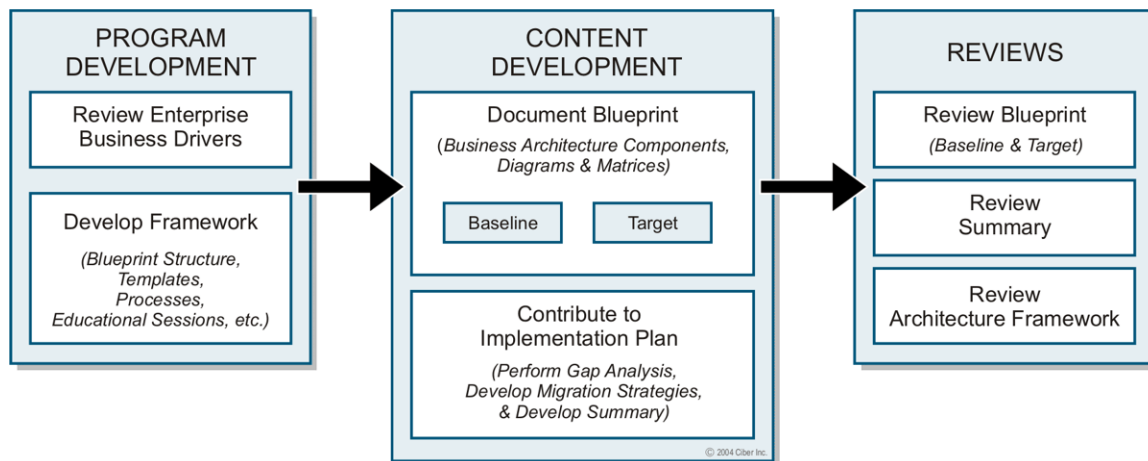 PROGRAM
DEVELOPMENT
Review Enterprise
Business Drivers
Develop Framework
(Blueprint Structure,
Templates,
Processes,
Educational Sessions, etc.)
CONTENT
DEVELOPMENT
Document Blueprint
(Business Architecture Components,
Diagrams & Matrices)
Baseline
Target
Contribute to
Implementation Plan
(Perform Gap Analysis,
Develop Migration Strategies,
& Develop Summary)
© 2004 Ciber Inc.
REVIEWS
Review Blueprint
(Baseline & Target)
Review
Summary
Review
Architecture Framework